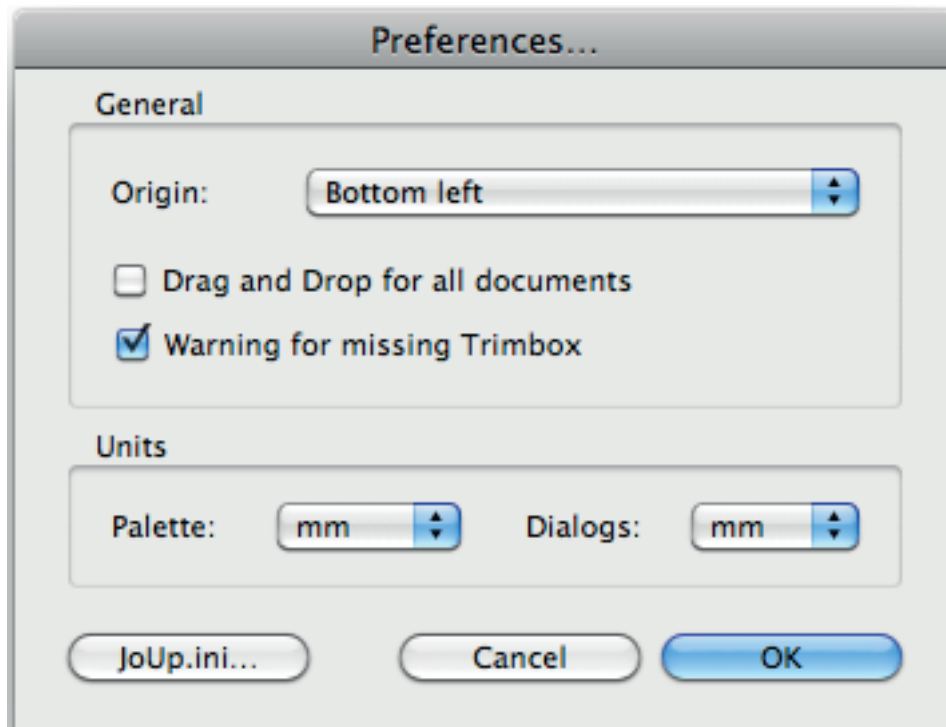 Preferences...
General
Origin: Bottom left
Drag and Drop for all documents
Warning for missing Trimbox
Units
Palette: mm Dialogs: mm
JoUp.ini... Cancel OK